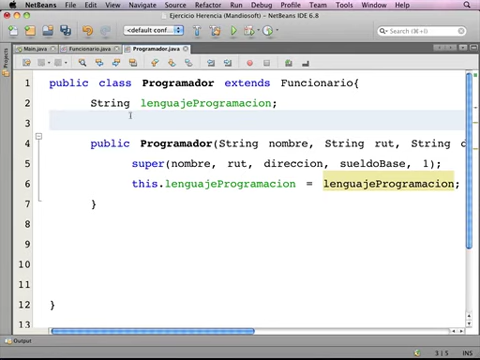 NetBeans File Edit View Navigate Source Refactor Run Debug Profile Team Tools Window Help
Ejercicio Herencia (Mandiosoft) - NetBeans IDE 6.8
<default conf... Search
Main.java Funcionario.java Programador.java
Projects
1 public class Programador extends Funcionario{
2 String lenguajeProgramacion;
3
4 public Programador(String nombre, String rut, String d
5 super(nombre, rut, direccion, sueldoBase, 1);
6 this.lenguajeProgramacion = lenguajeProgramacion;
7 }
8
9
10
11
12 }
13
Output
3 | 5 INS